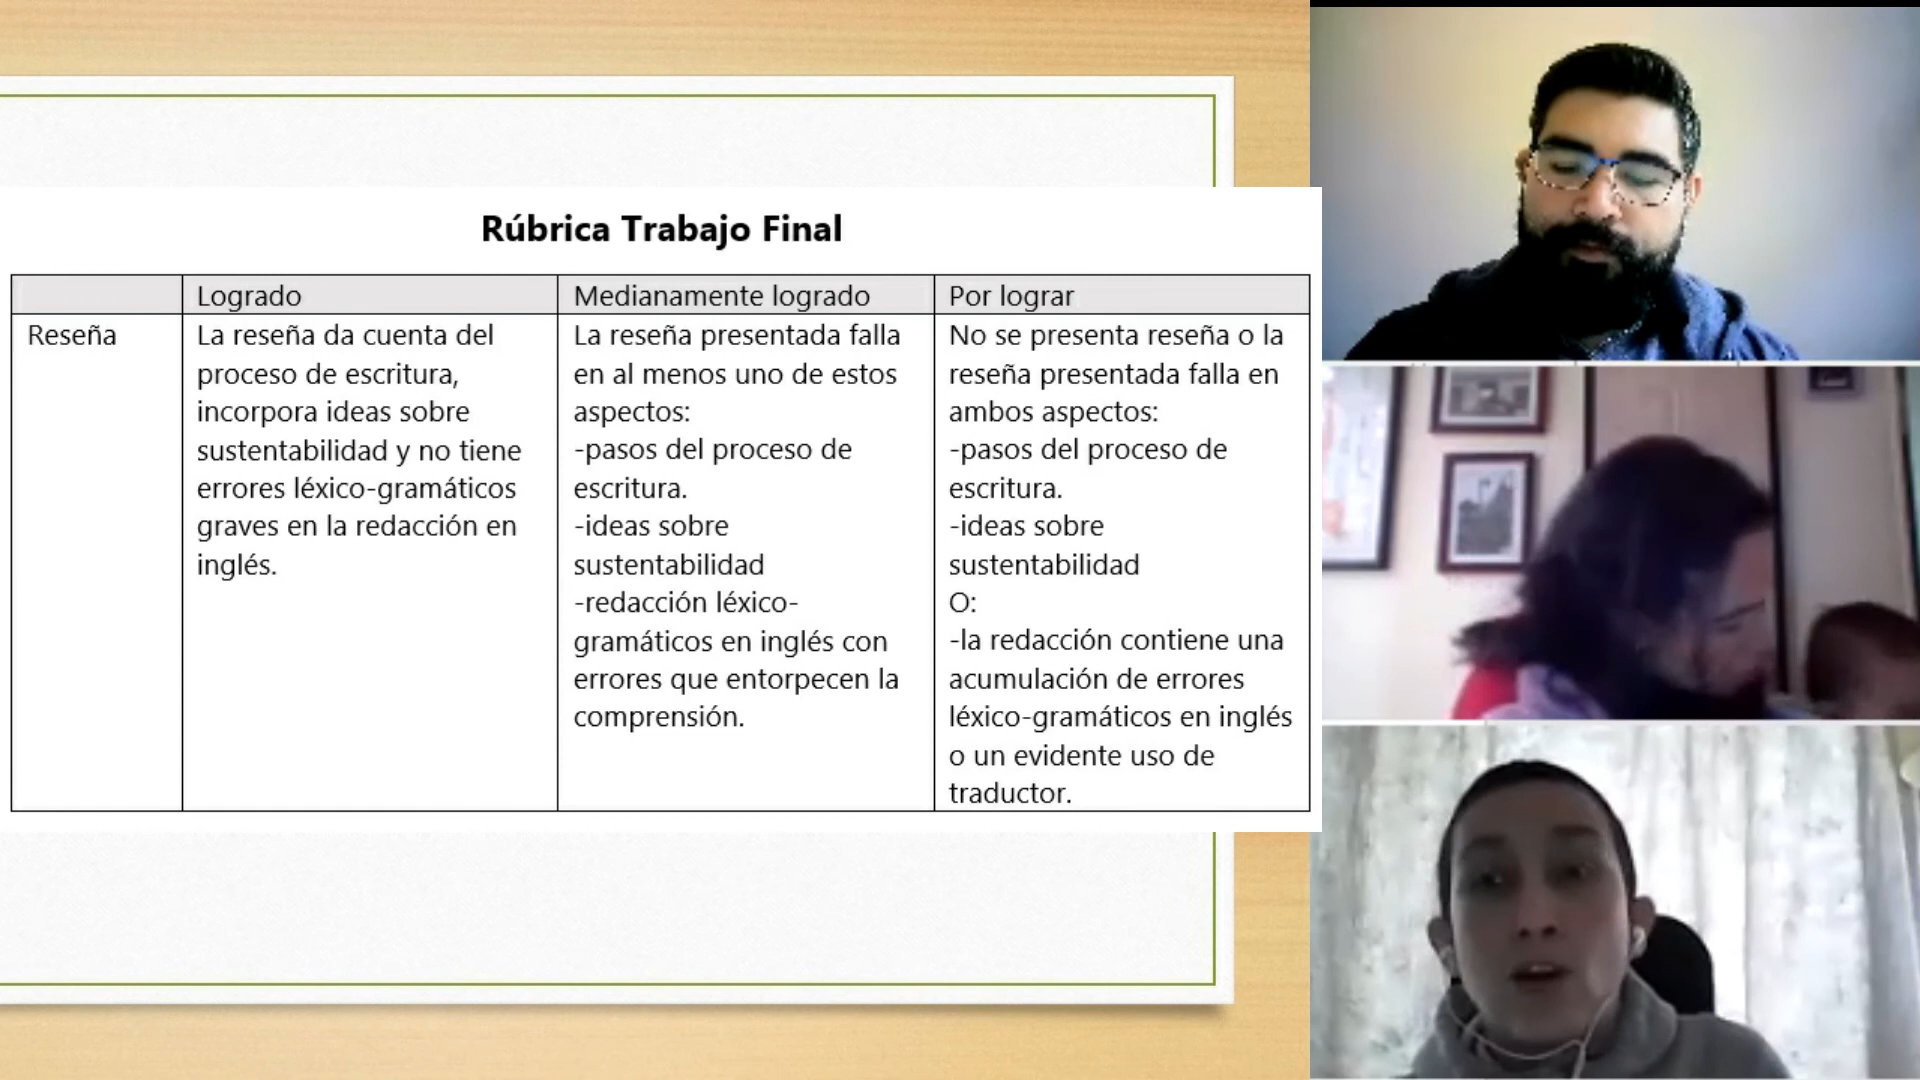 Rúbrica Trabajo Final
Logrado
Medianamente logrado
Por lograr
Reseña
La reseña da cuenta del
proceso de escritura,
incorpora ideas sobre
sustentabilidad y no tiene
errores léxico-gramáticos
graves en la redacción en
inglés.
La reseña presentada falla
en al menos uno de estos
aspectos:
-pasos del proceso de
escritura.
-ideas sobre
sustentabilidad
-redacción léxico-
gramáticos en inglés con
errores que entorpecen la
comprensión.
No se presenta reseña o la
reseña presentada falla en
ambos aspectos:
-pasos del proceso de
escritura.
-ideas sobre
sustentabilidad
O:
-la redacción contiene una
acumulación de errores
léxico-gramáticos en inglés
o un evidente uso de
traductor.